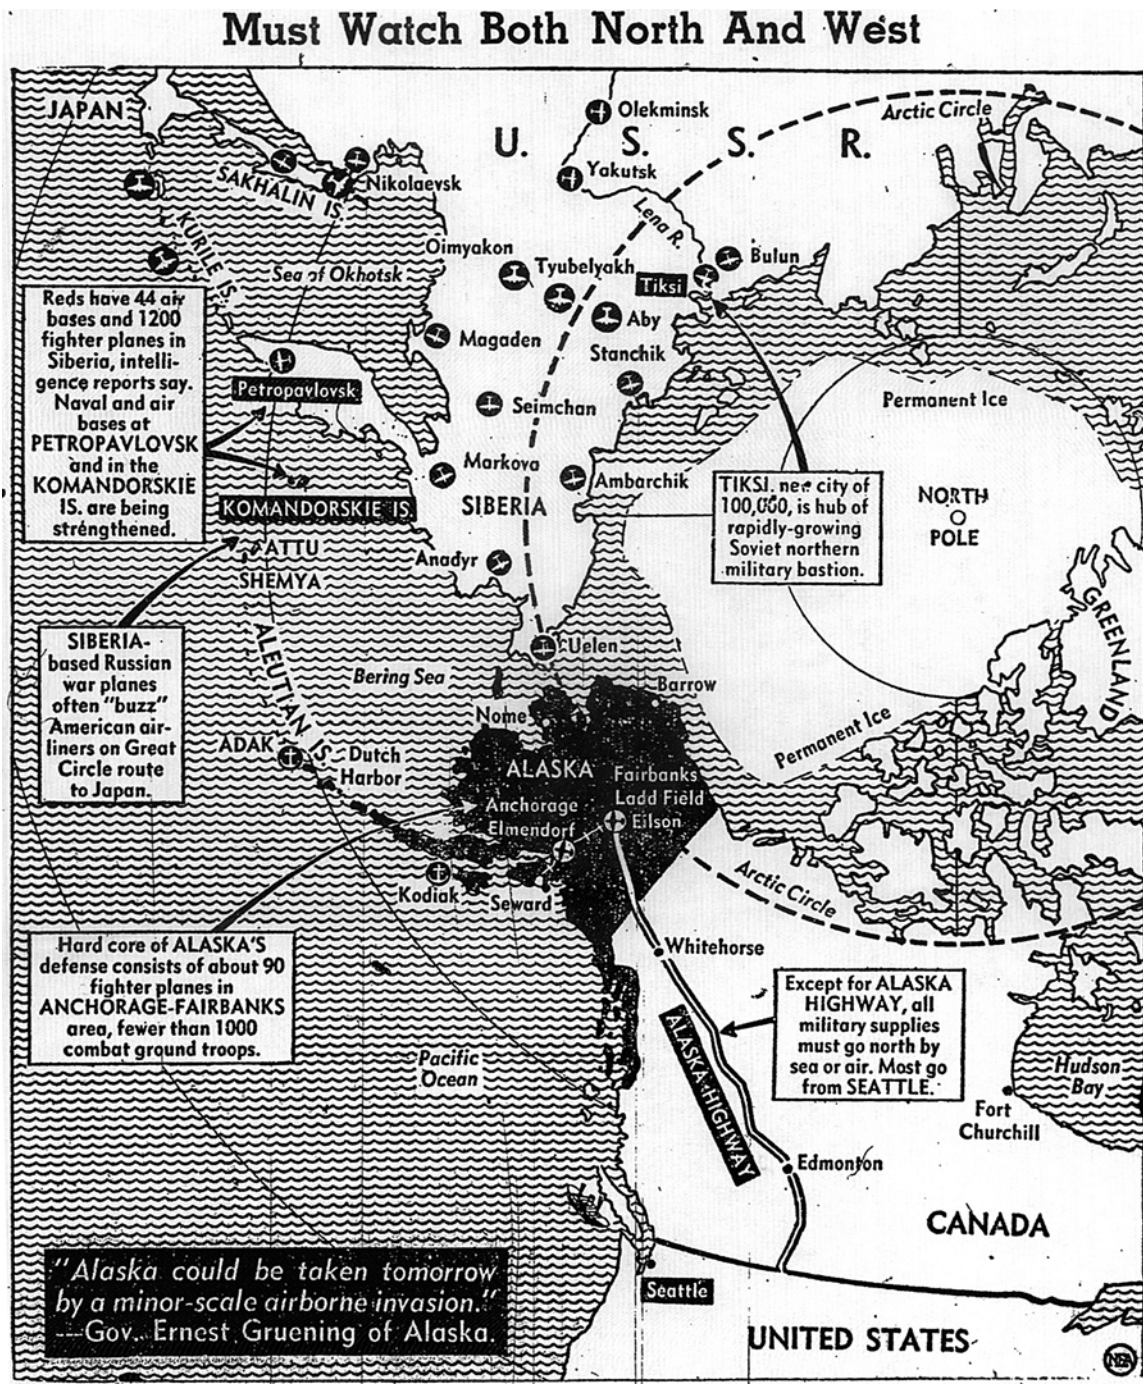 Must Watch Both North And West
JAPAN
Olekminsk
Arctic Circle
U. S. S. R.
Yakutsk
Nikolaevsk
SAKHALIN IS.
Lena R.
KURILE IS.
Oimyakon
Sea of Okhotsk
Tyubelyakh
Bulun
Tiksi
Reds have 44 air
bases and 1200
fighter planes in
Siberia, intelli-
gence reports say.
Naval and air
bases at
PETROPAVLOVSK
and in the
KOMANDORSKIE
IS. are being
strengthened.
Aby
Magaden
Stanchik
Petropavlovsk
Seimchan
Permanent Ice
Markova
Ambarchik
SIBERIA
KOMANDORSKIE IS.
TIKSI, new city of
100,000, is hub of
rapidly-growing
Soviet northern
military bastion.
NORTH
POLE
ATTU
SHEMYA
Anadyr
GREENLAND
SIBERIA-
based Russian
war planes
often "buzz"
American air-
liners on Great
Circle route
to Japan.
ALEUTIAN IS.
Uelen
Bering Sea
Barrow
Nome
Permanent Ice
ADAK
Dutch
Harbor
ALASKA
Fairbanks
Ladd Field
Eilson
Anchorage
Elmendorf
Kodiak
Seward
Arctic Circle
Hard core of ALASKA'S
defense consists of about 90
fighter planes in
ANCHORAGE-FAIRBANKS
area, fewer than 1000
combat ground troops.
Whitehorse
Except for ALASKA
HIGHWAY, all
military supplies
must go north by
sea or air. Most go
from SEATTLE.
ALASKA HIGHWAY
Pacific
Ocean
Hudson
Bay
Fort
Churchill
Edmonton
CANADA
"Alaska could be taken tomorrow
by a minor-scale airborne invasion."
—Gov. Ernest Gruening of Alaska.
Seattle
UNITED STATES
NEA